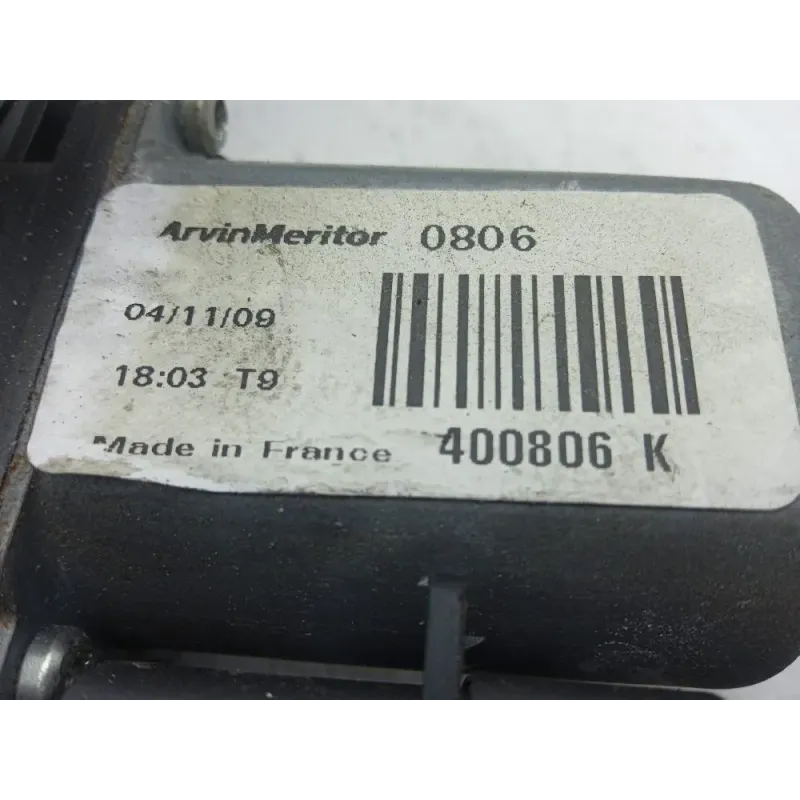 ArvinMeritor 0806
04/11/09
18:03 T9
Made in France 400806 K